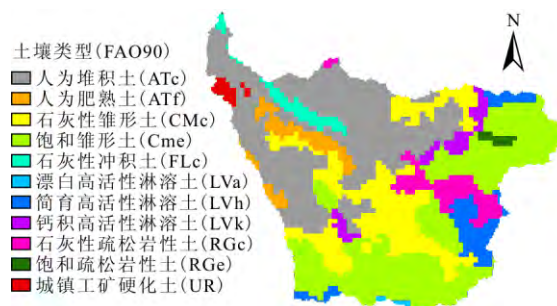 N
土壤类型(FAO90)
人为堆积土(ATc)
人为肥熟土(ATf)
石灰性雏形土(CMc)
饱和雏形土(Cme)
石灰性冲积土(FLc)
漂白高活性淋溶土(LVa)
简育高活性淋溶土(LVh)
钙积高活性淋溶土(LVk)
石灰性疏松岩性土(RGc)
饱和疏松岩性土(RGe)
城镇工矿硬化土(UR)